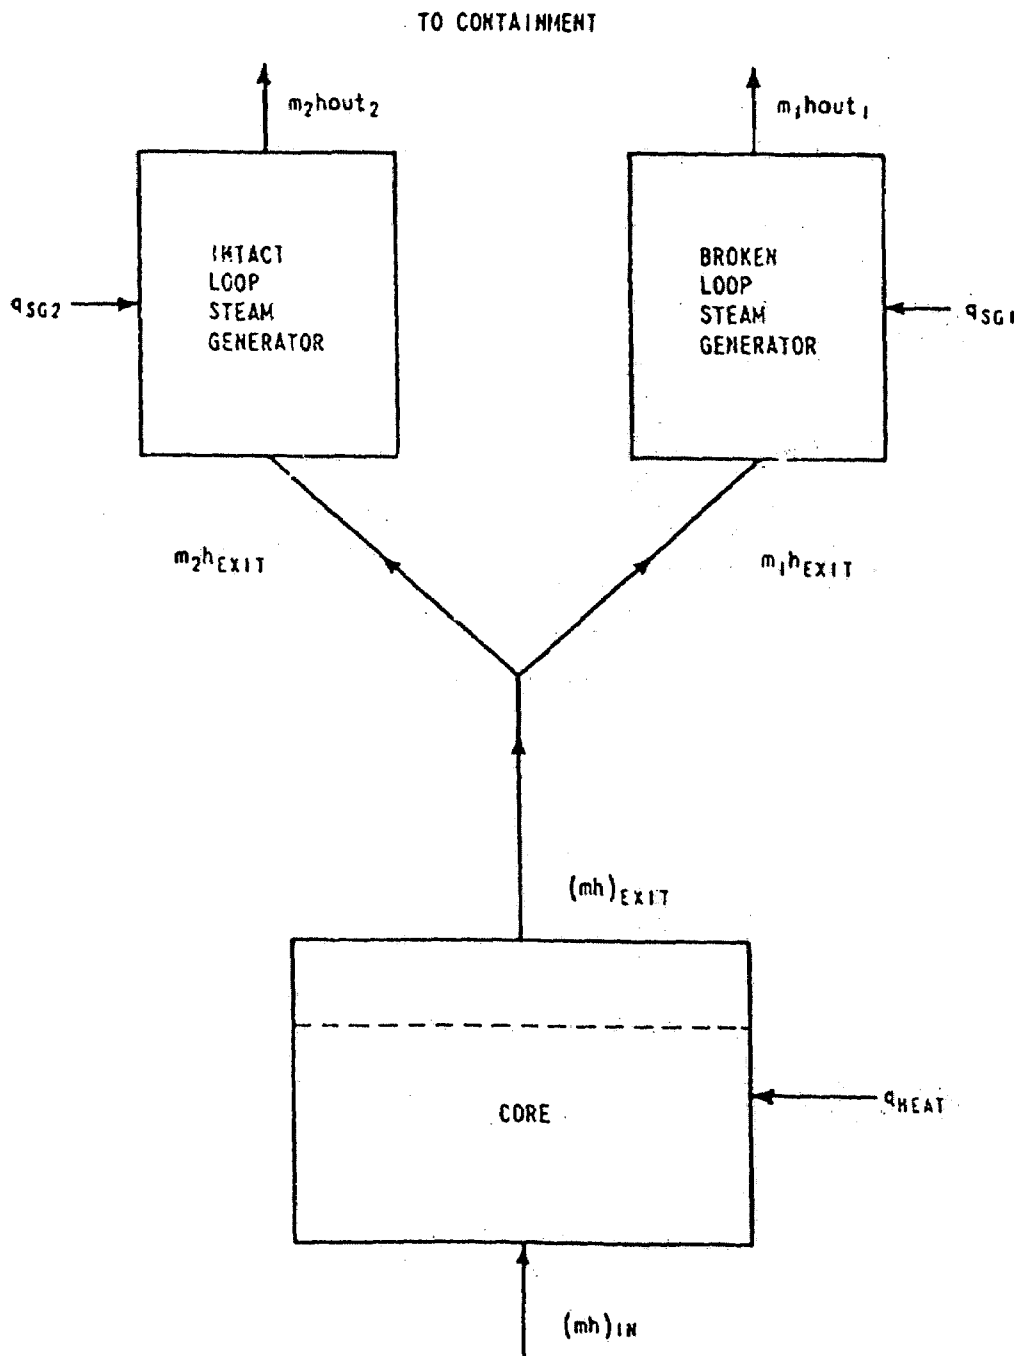 TO CONTAINMENT
m₂hout₂
m₁hout₁
INTACT
LOOP
STEAM
GENERATOR
BROKEN
LOOP
STEAM
GENERATOR
qSG2
qSG1
m₂hEXIT
m₁hEXIT
(mh)EXIT
CORE
qHEAT
(mh)IN